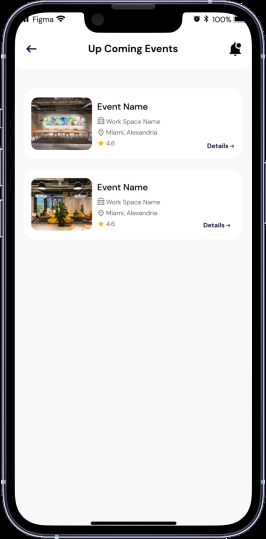 Figma 100%
Up Coming Events
Event Name
Work Space Name
Miami, Alexandria
4.6
Details →
Event Name
Work Space Name
Miami, Alexandria
4.6
Details →